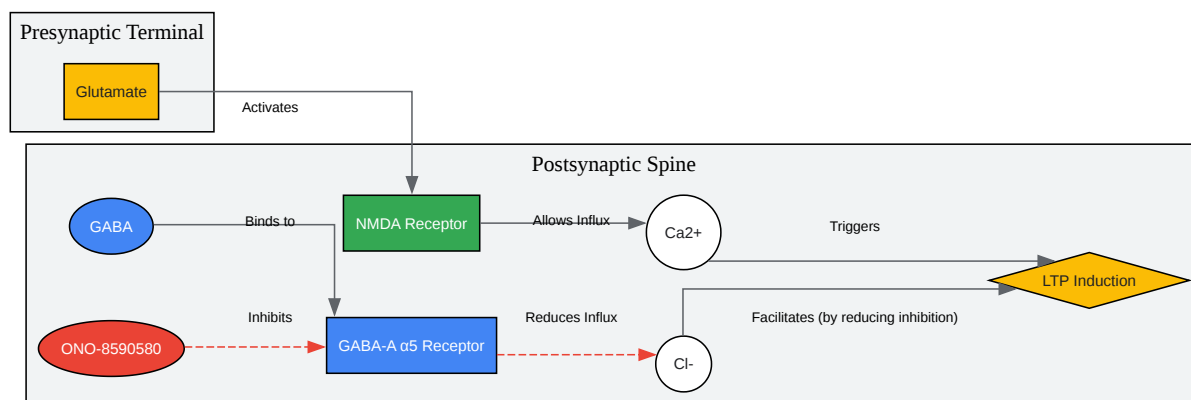 Presynaptic Terminal
Glutamate
Activates
Postsynaptic Spine
GABA
Binds to
NMDA Receptor
Allows Influx
Ca2+
Triggers
LTP Induction
ONO-8590580
Inhibits
GABA-A α5 Receptor
Reduces Influx
Cl-
Facilitates (by reducing inhibition)